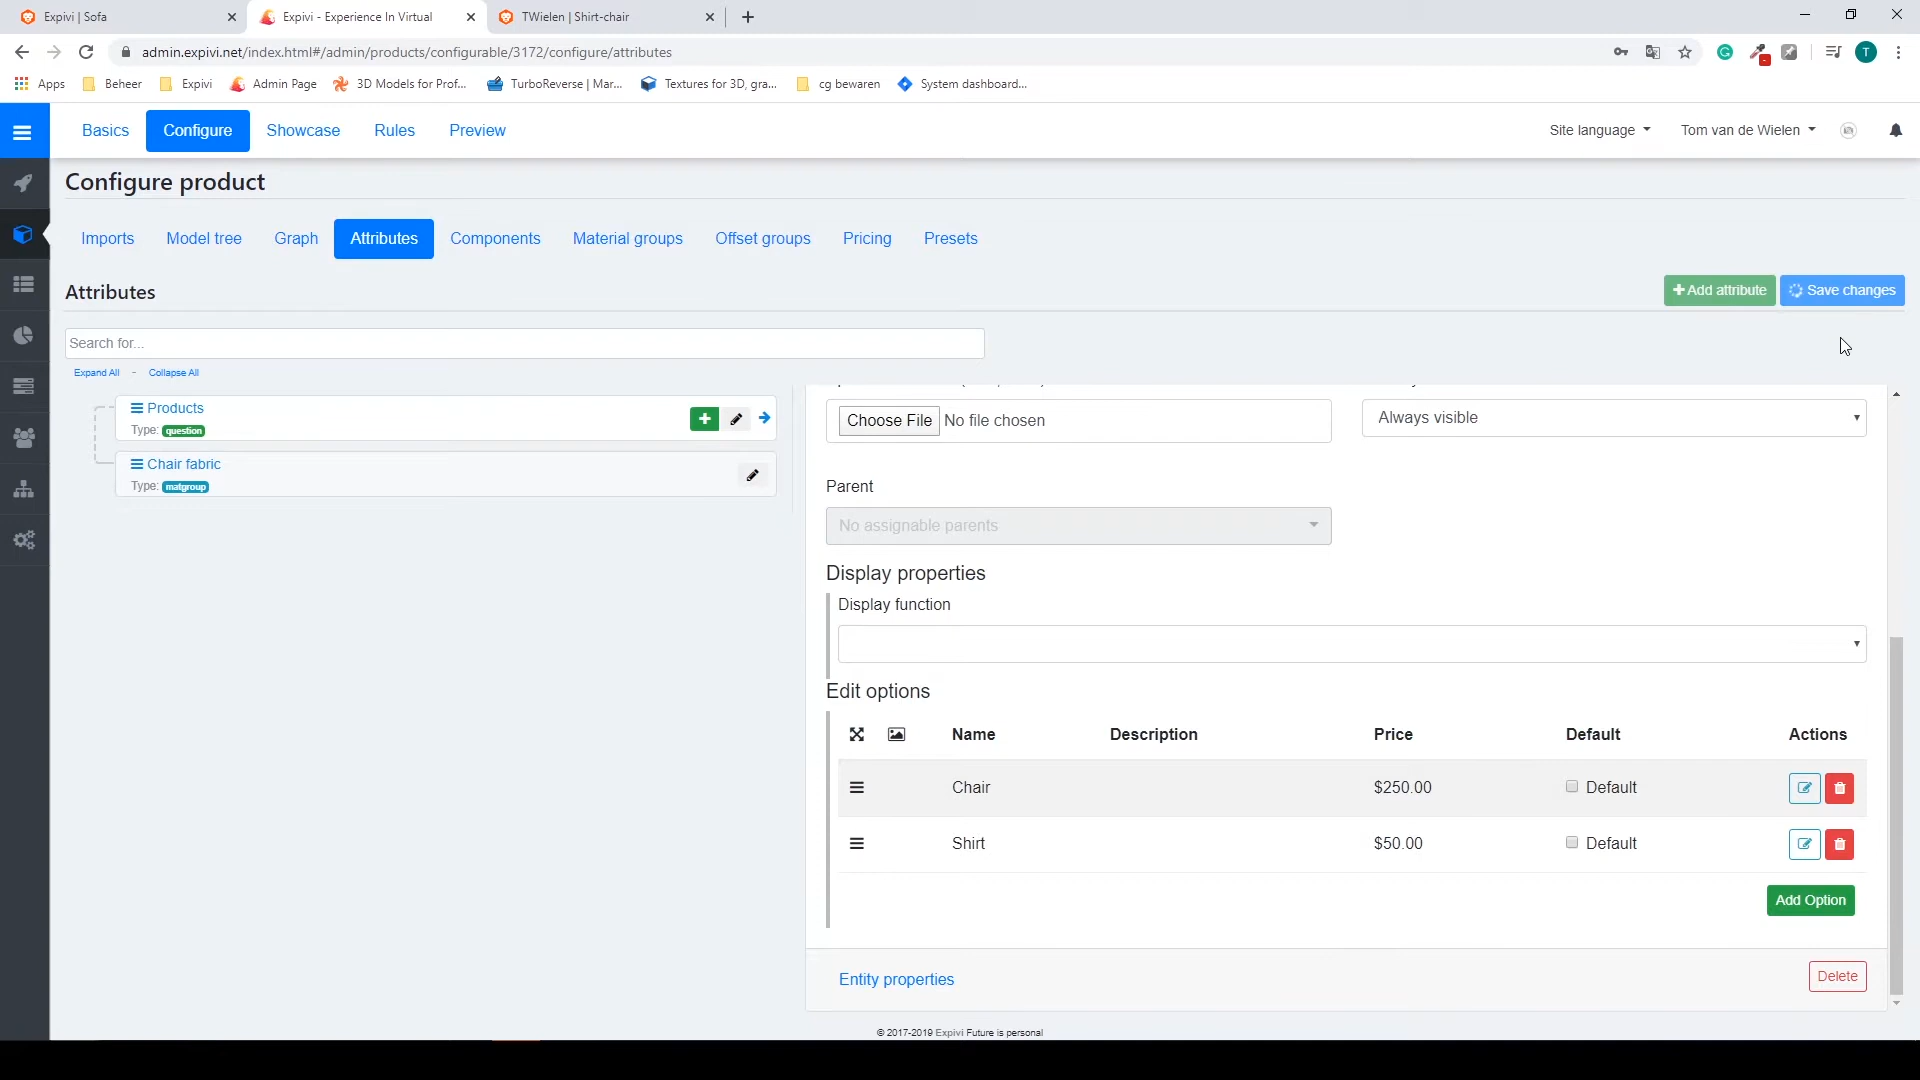 Expivi | Sofa
Expivi - Experience In Virtual
TWielen | Shirt-chair
admin.expivi.net/index.html#/admin/products/configurable/3172/configure/attributes
T
Apps
Beheer
Expivi
Admin Page
3D Models for Prof...
TurboReverse | Mar...
Textures for 3D, gra...
cg bewaren
System dashboard...
Basics
Configure
Showcase
Rules
Preview
Site language
Tom van de Wielen
Configure product
Imports
Model tree
Graph
Attributes
Components
Material groups
Offset groups
Pricing
Presets
Attributes
Add attribute
Save changes
Search for...
Expand All - Collapse All
Products
Type: question
Chair fabric
Type: matgroup
Choose File No file chosen
Always visible
Parent
No assignable parents
Display properties
Display function
Edit options
Name Description Price Default Actions
Chair $250.00 Default
Shirt $50.00 Default
Add Option
Entity properties
Delete
© 2017-2019 Expivi Future is personal